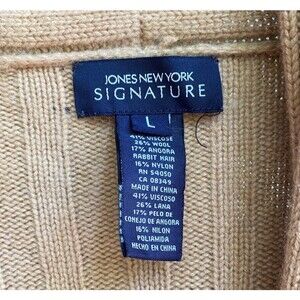 JONES NEW YORK
SIGNATURE
L
41% VISCOSE
26% WOOL
17% ANGORA
RABBIT HAIR
16% NYLON
RN 54050
CA 08349
MADE IN CHINA
41% VISCOSO
26% LANA
17% PELO DE
CONEJO DE ANGORA
16% NILON
POLIAMIDA
HECHO EN CHINA